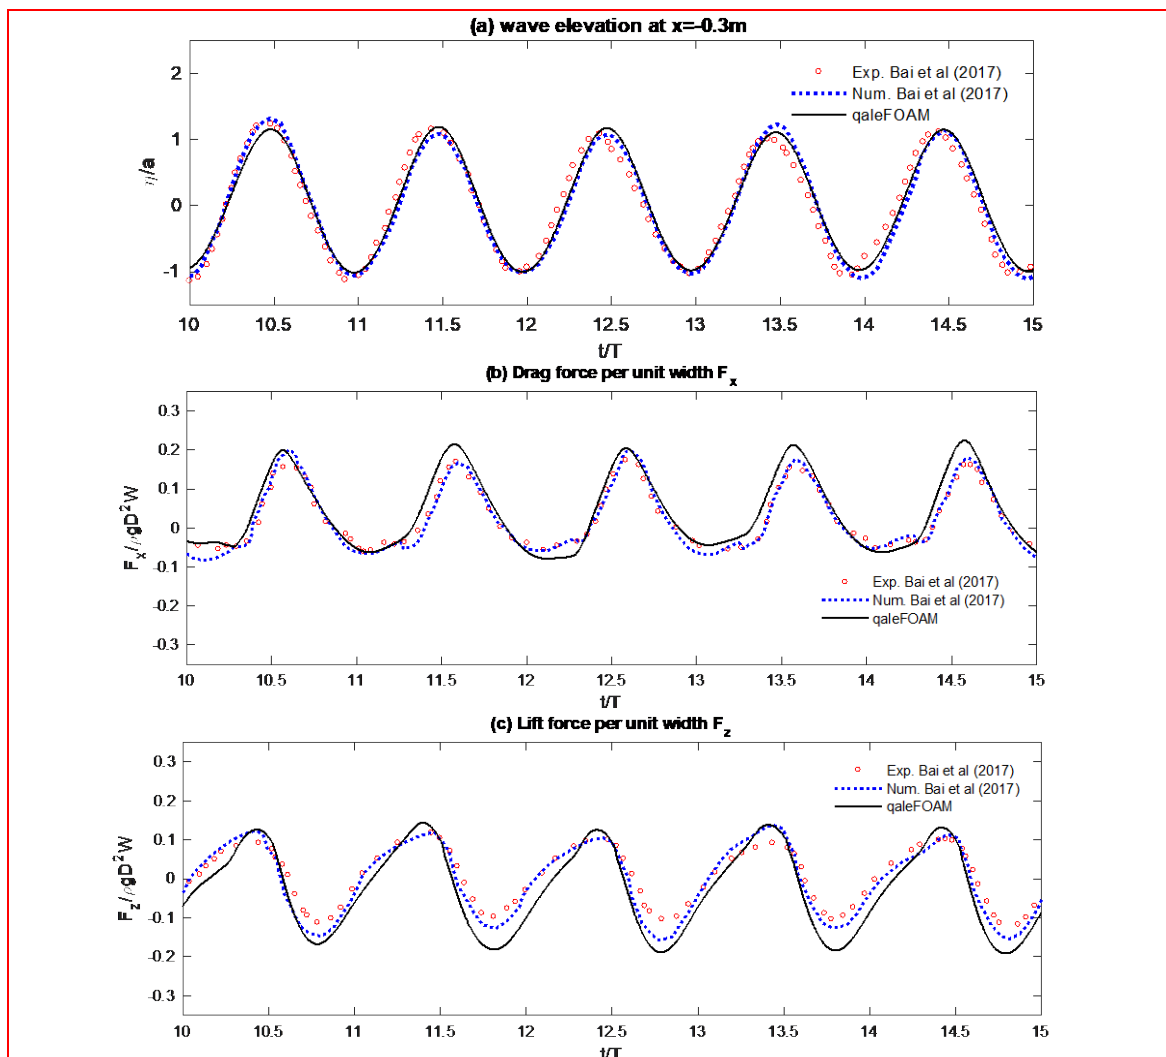 (a) wave elevation at x=-0.3m
2
1
0
-1
η/a
Exp. Bai et al (2017)
Num. Bai et al (2017)
qaleFOAM
10 10.5 11 11.5 12 12.5 13 13.5 14 14.5 15
t/T
(b) Drag force per unit width Fx
0.3
0.2
0.1
0
-0.1
-0.2
-0.3
Fx/ρgD²W
Exp. Bai et al (2017)
Num. Bai et al (2017)
qaleFOAM
10 10.5 11 11.5 12 12.5 13 13.5 14 14.5 15
t/T
(c) Lift force per unit width Fz
0.3
0.2
0.1
0
-0.1
-0.2
-0.3
Fz/ρgD²W
Exp. Bai et al (2017)
Num. Bai et al (2017)
qaleFOAM
10 10.5 11 11.5 12 12.5 13 13.5 14 14.5 15
t/T